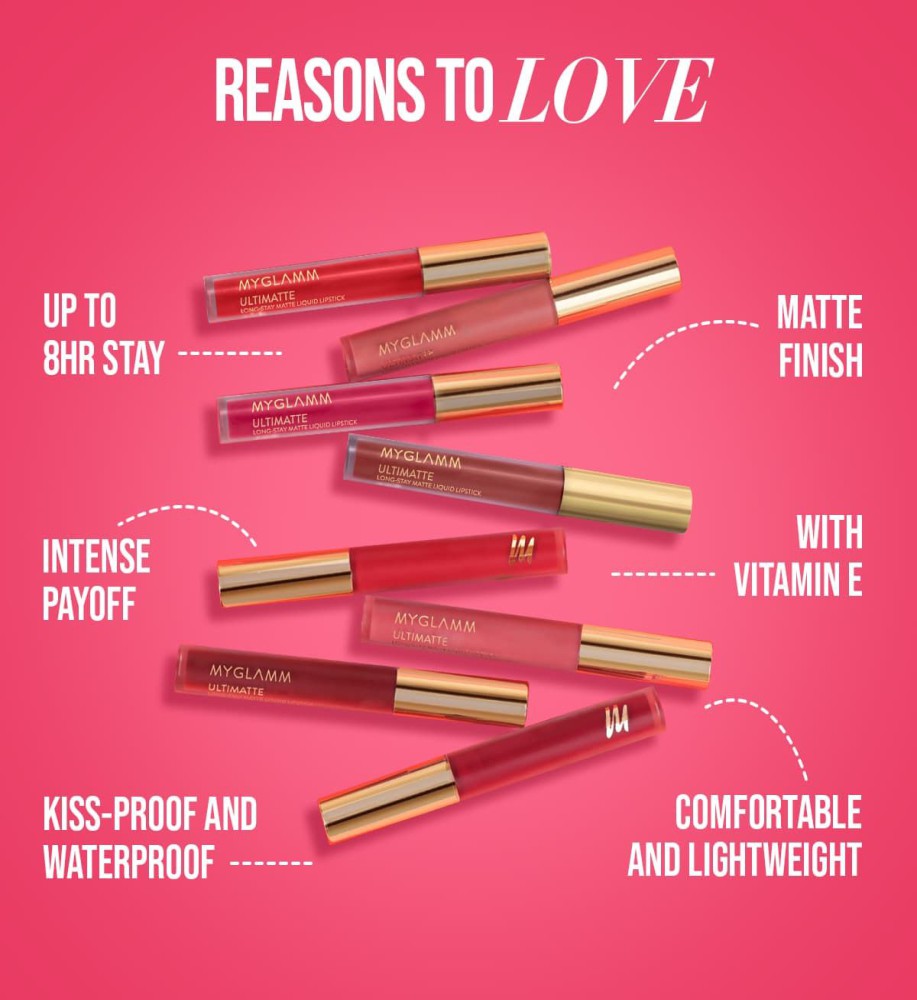 REASONS TO LOVE
MYGLAMM
ULTIMATTE
LONG-STAY MATTE LIQUID LIPSTICK
MYGLAMM
UP TO
8HR STAY
MATTE
FINISH
MYGLAMM
ULTIMATTE
LONG-STAY MATTE LIQUID LIPSTICK
MYGLAMM
ULTIMATTE
LONG-STAY MATTE LIQUID LIPSTICK
INTENSE
PAYOFF
WITH
VITAMIN E
MYGLAMM
ULTIMATTE
MYGLAMM
ULTIMATTE
KISS-PROOF AND
WATERPROOF
COMFORTABLE
AND LIGHTWEIGHT